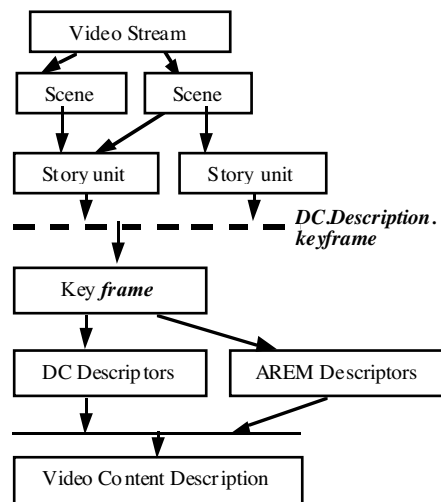 Video Stream
Scene
Scene
Story unit
Story unit
DC.Description.
keyframe
Key frame
DC Descriptors
AREM Descriptors
Video Content Description